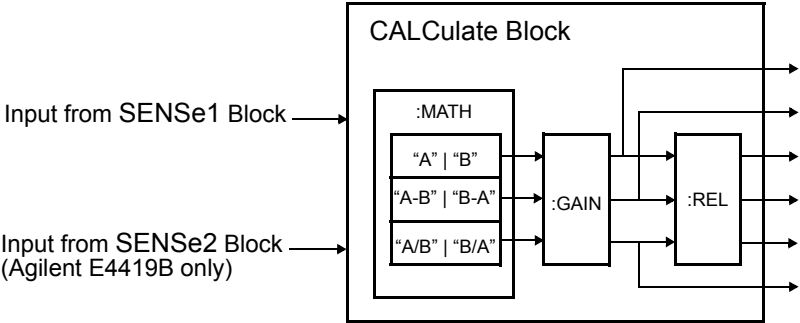 CALCulate Block
Input from SENSe1 Block
:MATH
“A” | “B”
“A-B” | “B-A”
:GAIN
:REL
“A/B” | “B/A”
Input from SENSe2 Block
(Agilent E4419B only)